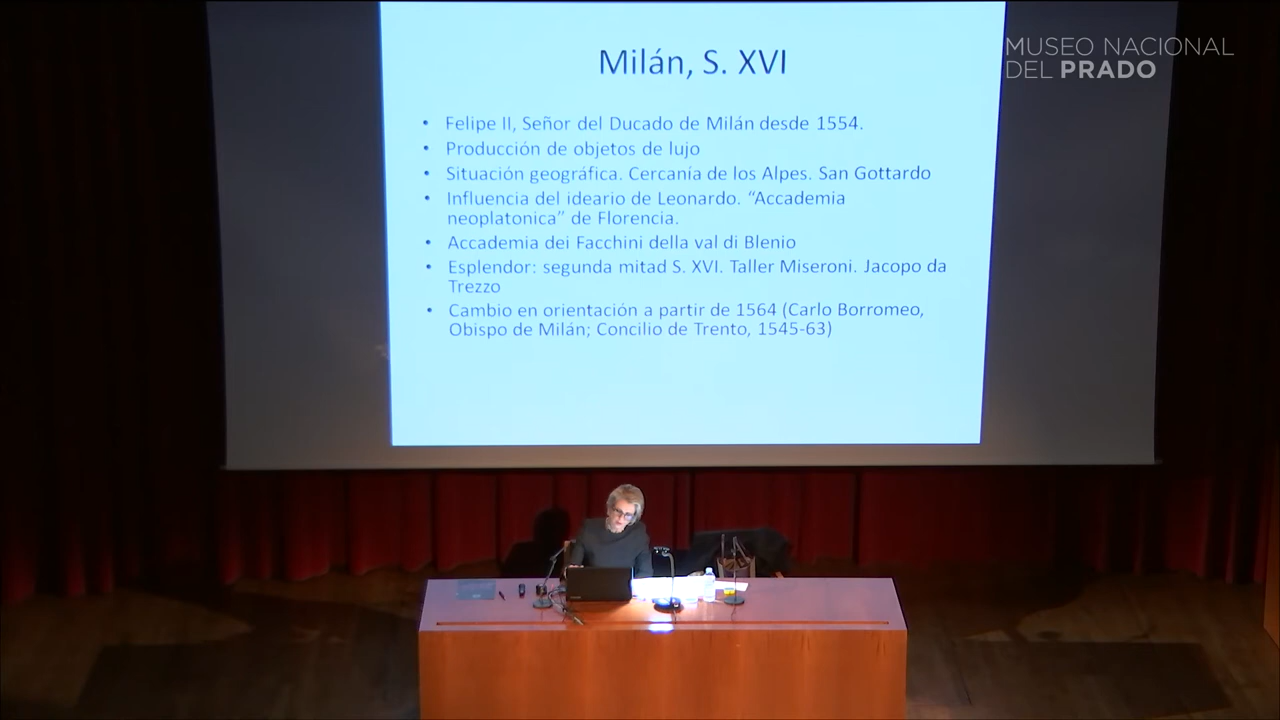 MUSEO NACIONAL
DEL PRADO
Milán, S. XVI
• Felipe II, Señor del Ducado de Milán desde 1554.
• Producción de objetos de lujo
• Situación geográfica. Cercanía de los Alpes. San Gottardo
• Influencia del ideario de Leonardo. “Accademia
neoplatonica” de Florencia.
• Accademia dei Facchini della val di Blenio
• Esplendor: segunda mitad S. XVI. Taller Miseroni. Jacopo da
Trezzo
• Cambio en orientación a partir de 1564 (Carlo Borromeo,
Obispo de Milán; Concilio de Trento, 1545-63)